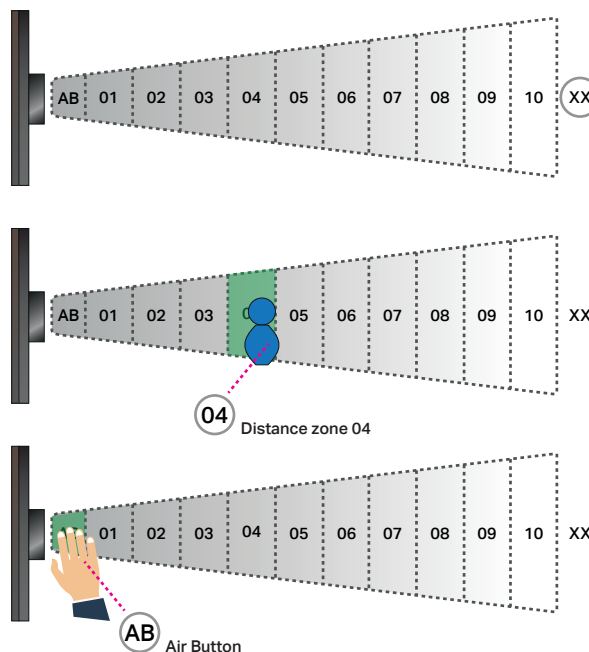 AB 01 02 03 04 05 06 07 08 09 10 XX
AB 01 02 03 05 06 07 08 09 10 XX
04 Distance zone 04
01 02 03 04 05 06 07 08 09 10 XX
AB Air Button